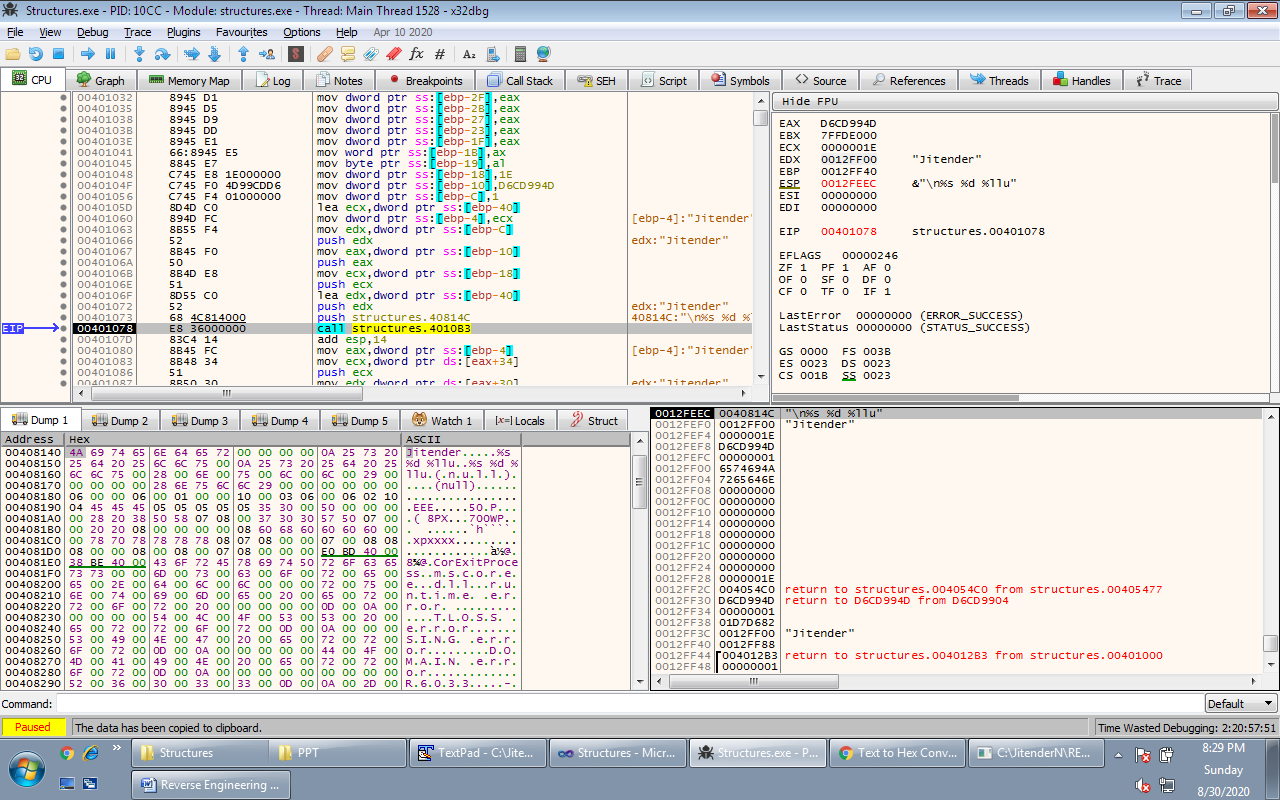 Structures.exe - PID: 10CC - Module: structures.exe - Thread: Main Thread 1528 - x32dbg
File View Debug Trace Plugins Favourites Options Help Apr 10 2020
CPU Graph Memory Map Log Notes Breakpoints Call Stack SEH Script Symbols Source References Threads Handles Trace
00401032 8945 D1 mov dword ptr ss:[ebp-2F],eax
00401035 8945 D5 mov dword ptr ss:[ebp-2B],eax
00401038 8945 D9 mov dword ptr ss:[ebp-27],eax
0040103B 8945 DD mov dword ptr ss:[ebp-23],eax
0040103E 8945 E1 mov dword ptr ss:[ebp-1F],eax
00401041 66:8945 E5 mov word ptr ss:[ebp-1B],ax
00401045 8845 E7 mov byte ptr ss:[ebp-19],al
00401048 C745 E8 1E000000 mov dword ptr ss:[ebp-18],1E
0040104F C745 F0 4D99CDD6 mov dword ptr ss:[ebp-10],D6CD994D
00401056 C745 F4 01000000 mov dword ptr ss:[ebp-C],1
0040105D 8D4D C0 lea ecx,dword ptr ss:[ebp-40]
00401060 894D FC mov dword ptr ss:[ebp-4],ecx [ebp-4]:"Jitender"
00401063 8B55 F4 mov edx,dword ptr ss:[ebp-C]
00401066 52 push edx edx:"Jitender"
00401067 8B45 F0 mov eax,dword ptr ss:[ebp-10]
0040106A 50 push eax
0040106B 8B4D E8 mov ecx,dword ptr ss:[ebp-18]
0040106E 51 push ecx
0040106F 8D55 C0 lea edx,dword ptr ss:[ebp-40]
00401072 52 push edx edx:"Jitender"
00401073 68 4C814000 push structures.40814C 40814C:"\n%s %d %l
EIP 00401078 E8 36000000 call structures.4010B3
0040107D 83C4 14 add esp,14
00401080 8B45 FC mov eax,dword ptr ss:[ebp-4] [ebp-4]:"Jitender"
00401083 8B48 34 mov ecx,dword ptr ds:[eax+34]
00401086 51 push ecx
00401087 8B50 30 mov edx,dword ptr ds:[eax+30] edx:"Jitender"
Hide FPU
EAX D6CD994D
EBX 7FFDE000
ECX 0000001E
EDX 0012FF00 "Jitender"
EBP 0012FF40
ESP 0012FEEC &"\n%s %d %llu"
ESI 00000000
EDI 00000000
EIP 00401078 structures.00401078
EFLAGS 00000246
ZF 1 PF 1 AF 0
OF 0 SF 0 DF 0
CF 0 TF 0 IF 1
LastError 00000000 (ERROR_SUCCESS)
LastStatus 00000000 (STATUS_SUCCESS)
GS 0000 FS 003B
ES 0023 DS 0023
CS 001B SS 0023
Dump 1 Dump 2 Dump 3 Dump 4 Dump 5 Watch 1 [x=] Locals Struct
Address Hex ASCII
00408140 4A 69 74 65 6E 64 65 72 00 00 00 00 0A 25 73 20 Jitender.....%s
00408150 25 64 20 25 6C 6C 75 00 0A 25 73 20 25 64 20 25 %d %llu..%s %d %
00408160 6C 6C 75 00 28 00 6E 00 75 00 6C 00 6C 00 29 00 llu.(.n.u.l.l.).
00408170 00 00 00 00 28 6E 75 6C 6C 29 00 00 00 00 00 00 ....(null)......
00408180 06 00 00 06 00 01 00 00 10 00 03 06 00 06 02 10 ................
00408190 04 45 45 45 05 05 05 05 05 35 30 00 50 00 00 00 .EEE.....50.P...
004081A0 00 28 20 38 50 58 07 08 00 37 30 30 57 50 07 00 .( 8PX...700WP..
004081B0 00 20 20 08 00 00 00 00 08 60 68 60 60 60 60 00 .  ......`h````.
004081C0 00 78 70 78 78 78 78 08 07 08 00 00 07 00 08 08 .xpxxxx.........
004081D0 08 00 00 08 00 08 00 07 08 00 00 00 E0 BD 40 00 ............à½@.
004081E0 38 BE 40 00 43 6F 72 45 78 69 74 50 72 6F 63 65 8¾@.CorExitProce
004081F0 73 73 00 00 6D 00 73 00 63 00 6F 00 72 00 65 00 ss..m.s.c.o.r.e.
00408200 65 00 2E 00 64 00 6C 00 6C 00 00 00 72 00 75 00 e...d.l.l...r.u.
00408210 6E 00 74 00 69 00 6D 00 65 00 20 00 65 00 72 00 n.t.i.m.e. .e.r.
00408220 72 00 6F 00 72 00 20 00 00 00 00 00 0D 00 0A 00 r.o.r. .........
00408230 00 00 00 00 54 00 4C 00 4F 00 53 00 53 00 20 00 ....T.L.O.S.S. .
00408240 65 00 72 00 72 00 6F 00 72 00 0D 00 0A 00 00 00 e.r.r.o.r.......
00408250 53 00 49 00 4E 00 47 00 20 00 65 00 72 00 72 00 S.I.N.G. .e.r.r.
00408260 6F 00 72 00 0D 00 0A 00 00 00 00 00 44 00 4F 00 o.r.........D.O.
00408270 4D 00 41 00 49 00 4E 00 20 00 65 00 72 00 72 00 M.A.I.N. .e.r.r.
00408280 6F 00 72 00 0D 00 0A 00 00 00 00 00 00 00 00 00 o.r.............
00408290 52 00 36 00 30 00 33 00 33 00 0D 00 0A 00 2D 00 R.6.0.3.3.....-.
0012FEEC 0040814C "\n%s %d %llu"
0012FEF0 0012FF00 "Jitender"
0012FEF4 0000001E
0012FEF8 D6CD994D
0012FEFC 00000001
0012FF00 6574694A
0012FF04 7265646E
0012FF08 00000000
0012FF0C 00000000
0012FF10 00000000
0012FF14 00000000
0012FF18 00000000
0012FF1C 00000000
0012FF20 00000000
0012FF24 00000000
0012FF28 0000001E
0012FF2C 004054C0 return to structures.004054C0 from structures.00405477
0012FF30 D6CD994D return to D6CD994D from D6CD9904
0012FF34 00000001
0012FF38 01D7D682
0012FF3C 0012FF00 "Jitender"
0012FF40 0012FF88
0012FF44 004012B3 return to structures.004012B3 from structures.00401000
0012FF48 00000001
Command: Default
Paused The data has been copied to clipboard. Time Wasted Debugging: 2:20:57:51
Structures PPT TextPad - C:\Jite... Structures - Micr... Structures.exe - P... Text to Hex Conv... C:\JitenderN\RE... 8:29 PM
Sunday
Reverse Engineering ... 8/30/2020